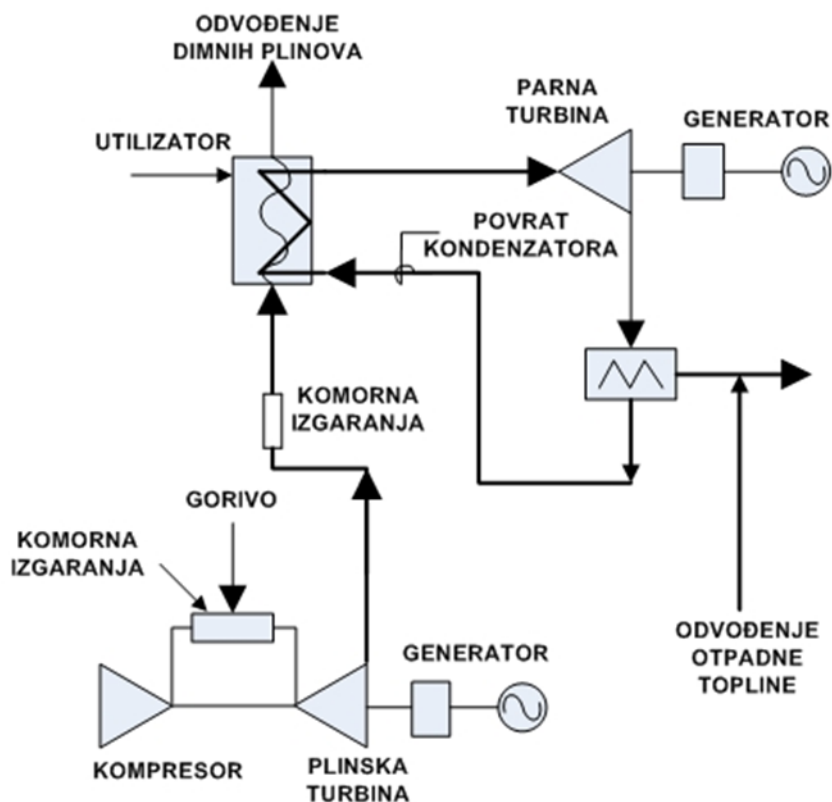 ODVOĐENJE
DIMNIH PLINOVA
PARNA
TURBINA
GENERATOR
UTILIZATOR
POVRAT
KONDENZATORA
KOMORNA
IZGARANJA
GORIVO
KOMORNA
IZGARANJA
GENERATOR
ODVOĐENJE
OTPADNE
TOPLINE
KOMPRESOR
PLINSKA
TURBINA